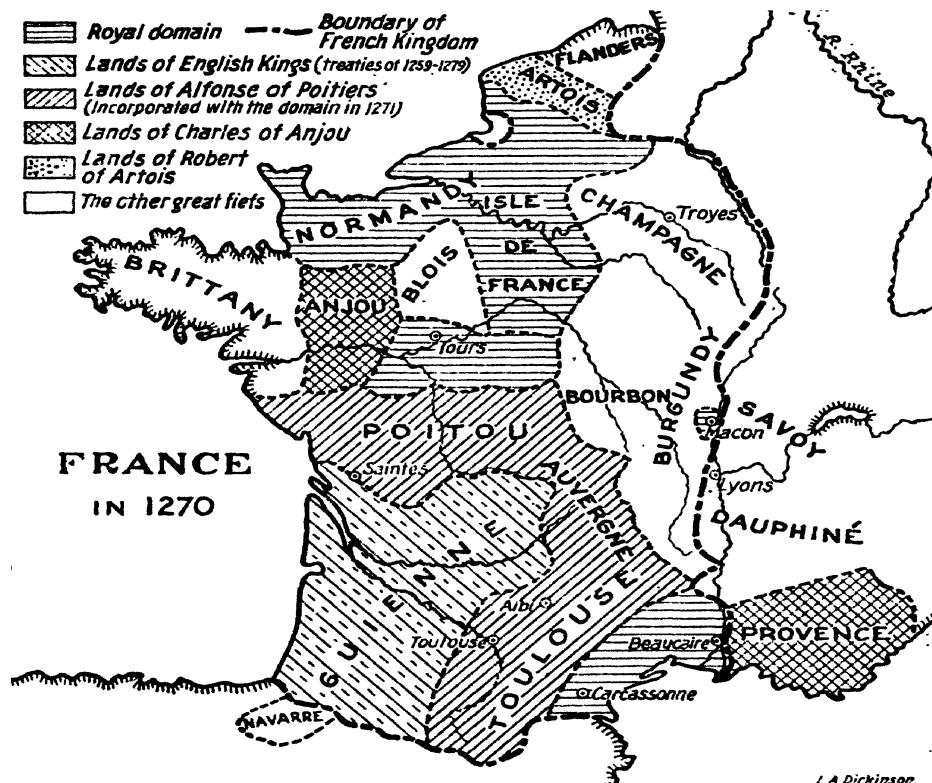 Royal domain
Boundary of
French Kingdom
Lands of English Kings (treaties of 1259-1279)
Lands of Alfonse of Poitiers
(Incorporated with the domain in 1271)
Lands of Charles of Anjou
Lands of Robert
of Artois
The other great fiefs
FLANDERS
R. Rhine
ARTOIS
NORMANDY
ISLE
DE
FRANCE
CHAMPAGNE
Troyes
BRITTANY
ANJOU
BLOIS
Tours
BOURBON
BURGUNDY
SAVOY
Macon
POITOU
FRANCE
IN 1270
Saintes
AUVERGNE
Lyons
DAUPHINÉ
GUIENNE
Albi
TOULOUSE
Toulouse
Beaucaire
PROVENCE
Carcassonne
NAVARRE
L.A. Dickinson